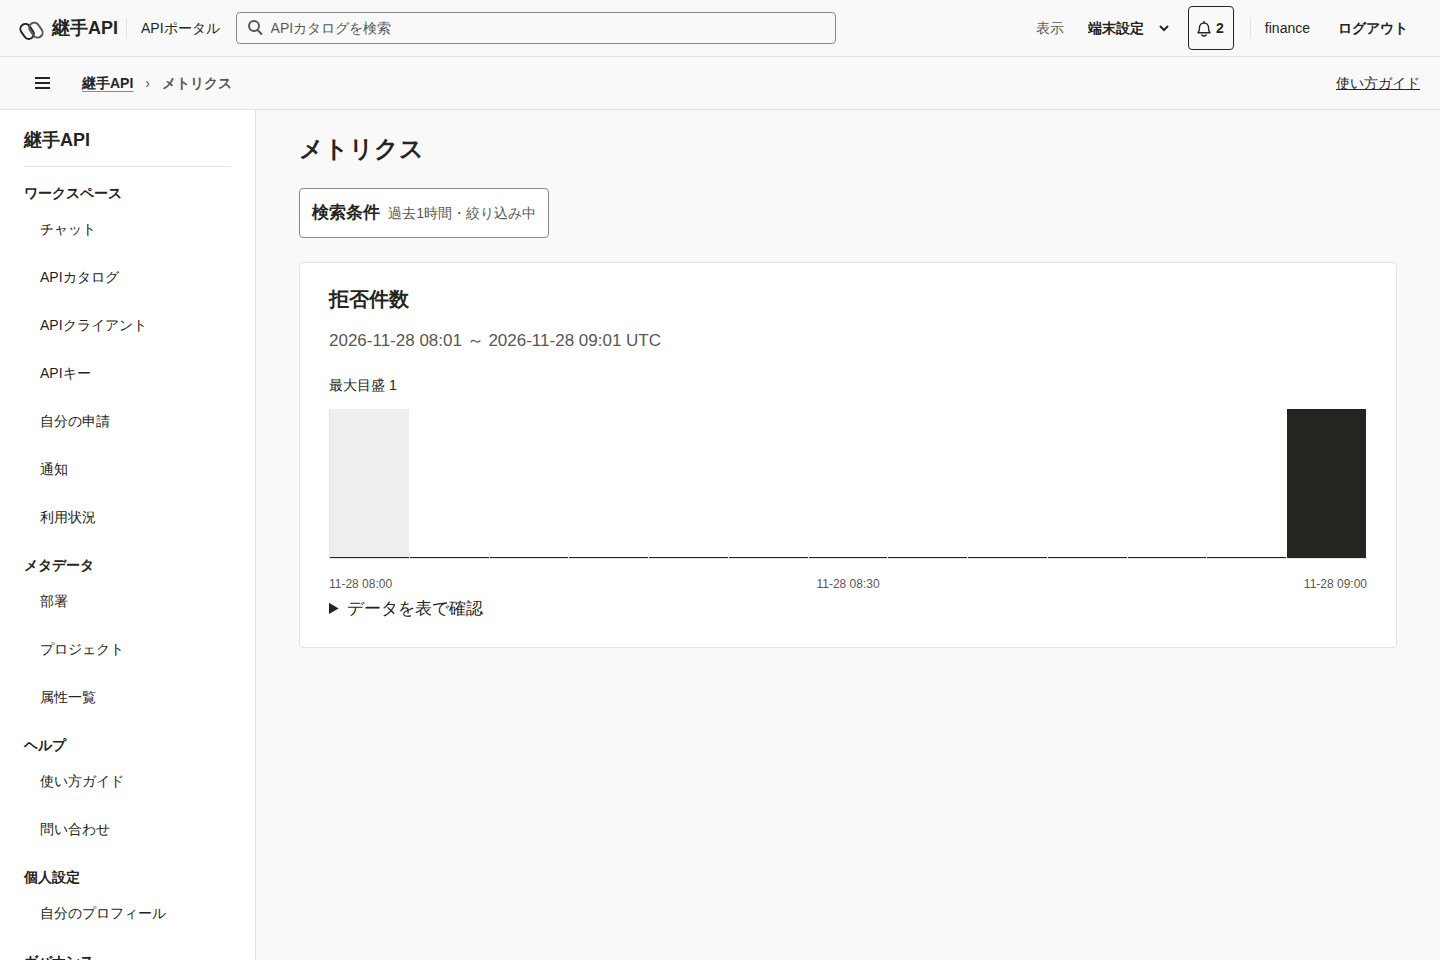 継手API
APIポータル
APIカタログを検索
表示
端末設定
2
finance
ログアウト
継手API › メトリクス
使い方ガイド
継手API
ワークスペース
チャット
APIカタログ
APIクライアント
APIキー
自分の申請
通知
利用状況
メタデータ
部署
プロジェクト
属性一覧
ヘルプ
使い方ガイド
問い合わせ
個人設定
自分のプロフィール
ガバナンス
メトリクス
検索条件 過去1時間・絞り込み中
拒否件数
2026-11-28 08:01 ～ 2026-11-28 09:01 UTC
最大目盛 1
11-28 08:00
11-28 08:30
11-28 09:00
▶ データを表で確認